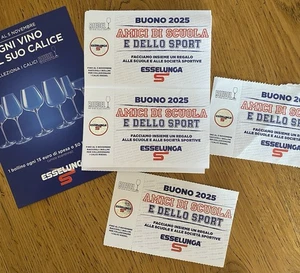 AL 5 NOVEMBRE
OGNI VINO
SUO CALICE
COLLEZIONA I CALICI
1 bollino ogni 15 euro di spesa
ESSELUNGA
BUONO 2025
AMICI DI SCUOLA
E DELLO SPORT
FACCIAMO INSIEME UN REGALO
ALLE SCUOLE E ALLE SOCIETÀ SPORTIVE
ESSELUNGA
BUONO 2025
AMICI DI SCUOLA
E DELLO SPORT
FACCIAMO INSIEME UN REGALO
ALLE SCUOLE E ALLE SOCIETÀ SPORTIVE
ESSELUNGA
BUONO 2025
AMICI DI SCUOLA
E DELLO SPORT
FACCIAMO INSIEME UN REGALO
ALLE SCUOLE E ALLE SOCIETÀ SPORTIVE
ESSELUNGA
BUONO 2025
AMICI DI SCUOLA
E DELLO SPORT
FACCIAMO INSIEME UN REGALO
ALLE SCUOLE E ALLE SOCIETÀ SPORTIVE
ESSELUNGA